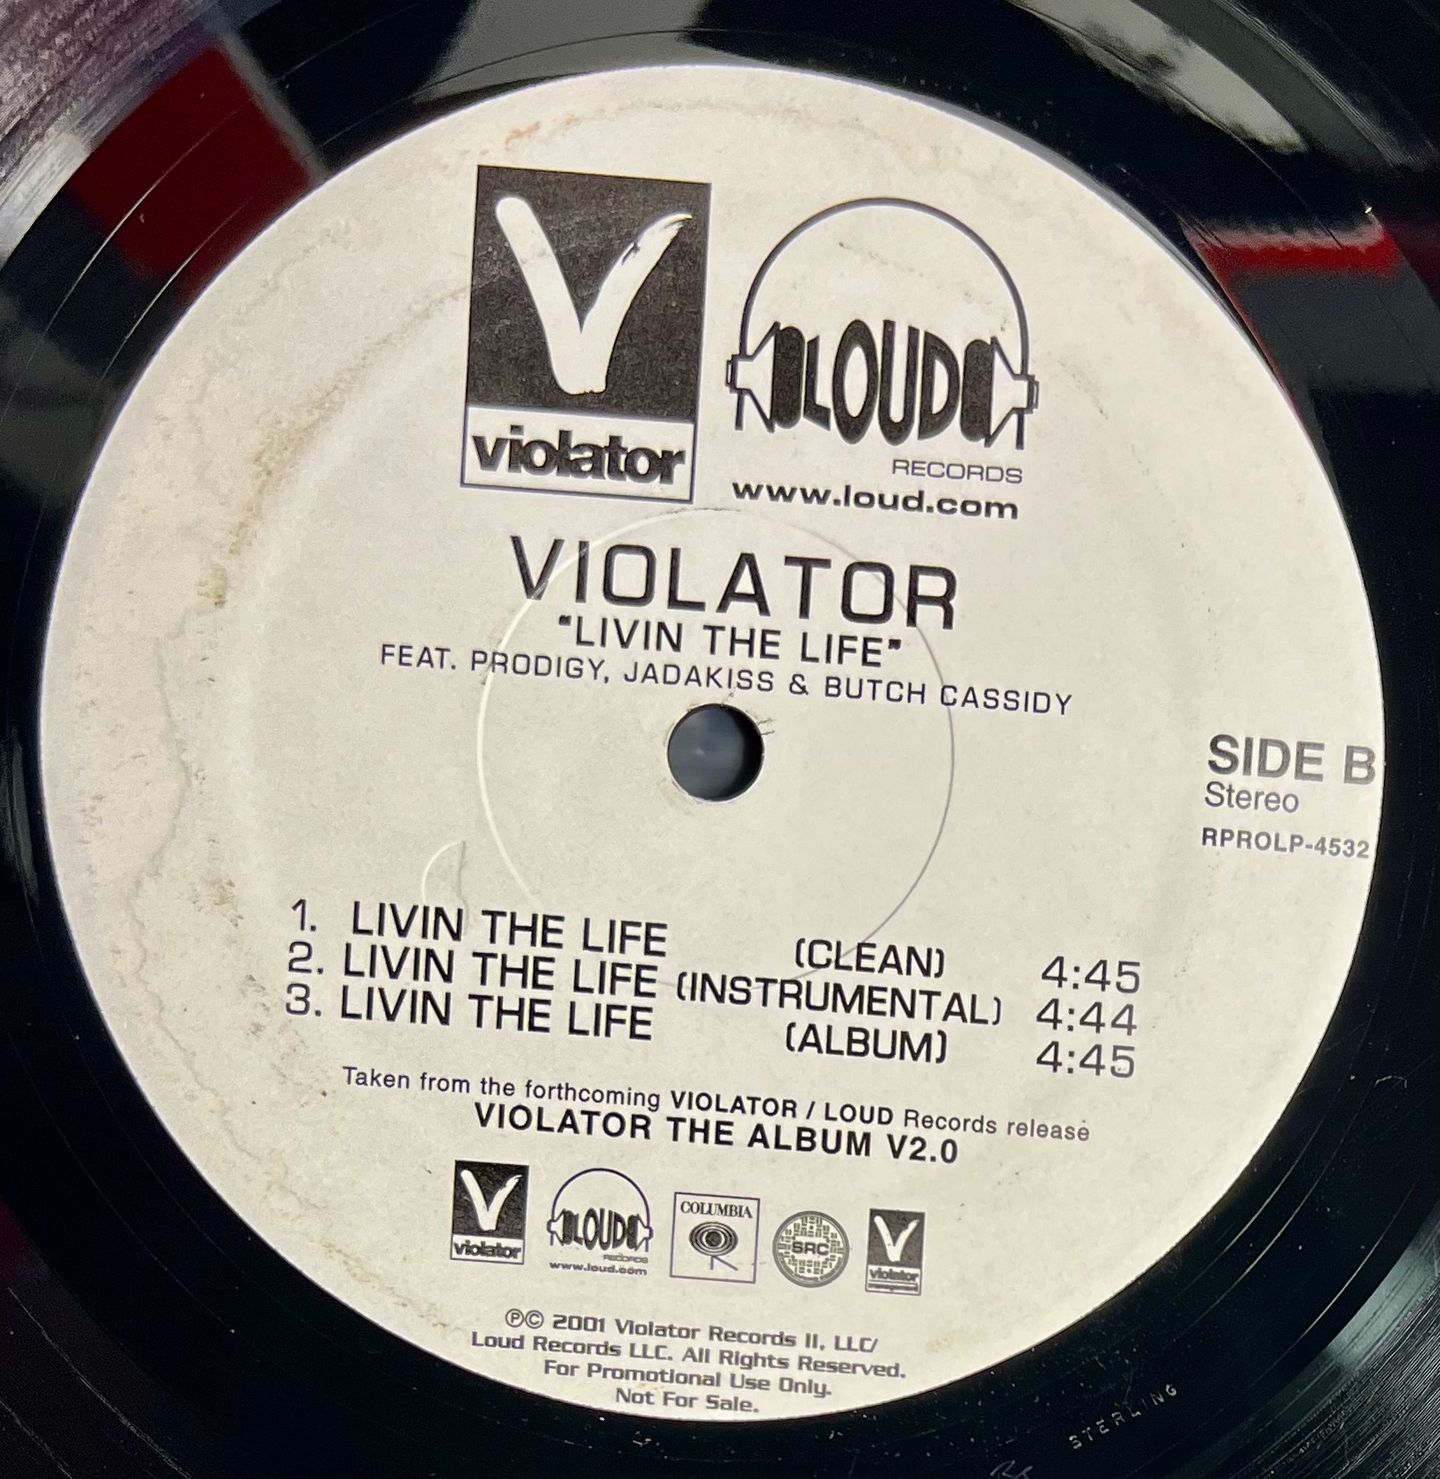 V
violator
LOUD
RECORDS
www.loud.com
VIOLATOR
"LIVIN THE LIFE"
FEAT. PRODIGY, JADAKISS & BUTCH CASSIDY
SIDE B
Stereo
RPROLP-4532
1. LIVIN THE LIFE (CLEAN) 4:45
2. LIVIN THE LIFE (INSTRUMENTAL) 4:44
3. LIVIN THE LIFE (ALBUM) 4:45
Taken from the forthcoming VIOLATOR / LOUD Records release
VIOLATOR THE ALBUM V2.0
V violator
LOUD RECORDS www.loud.com
COLUMBIA
SRC
V violator
℗© 2001 Violator Records II, LLC/
Loud Records LLC. All Rights Reserved.
For Promotional Use Only.
Not For Sale.
STERLING